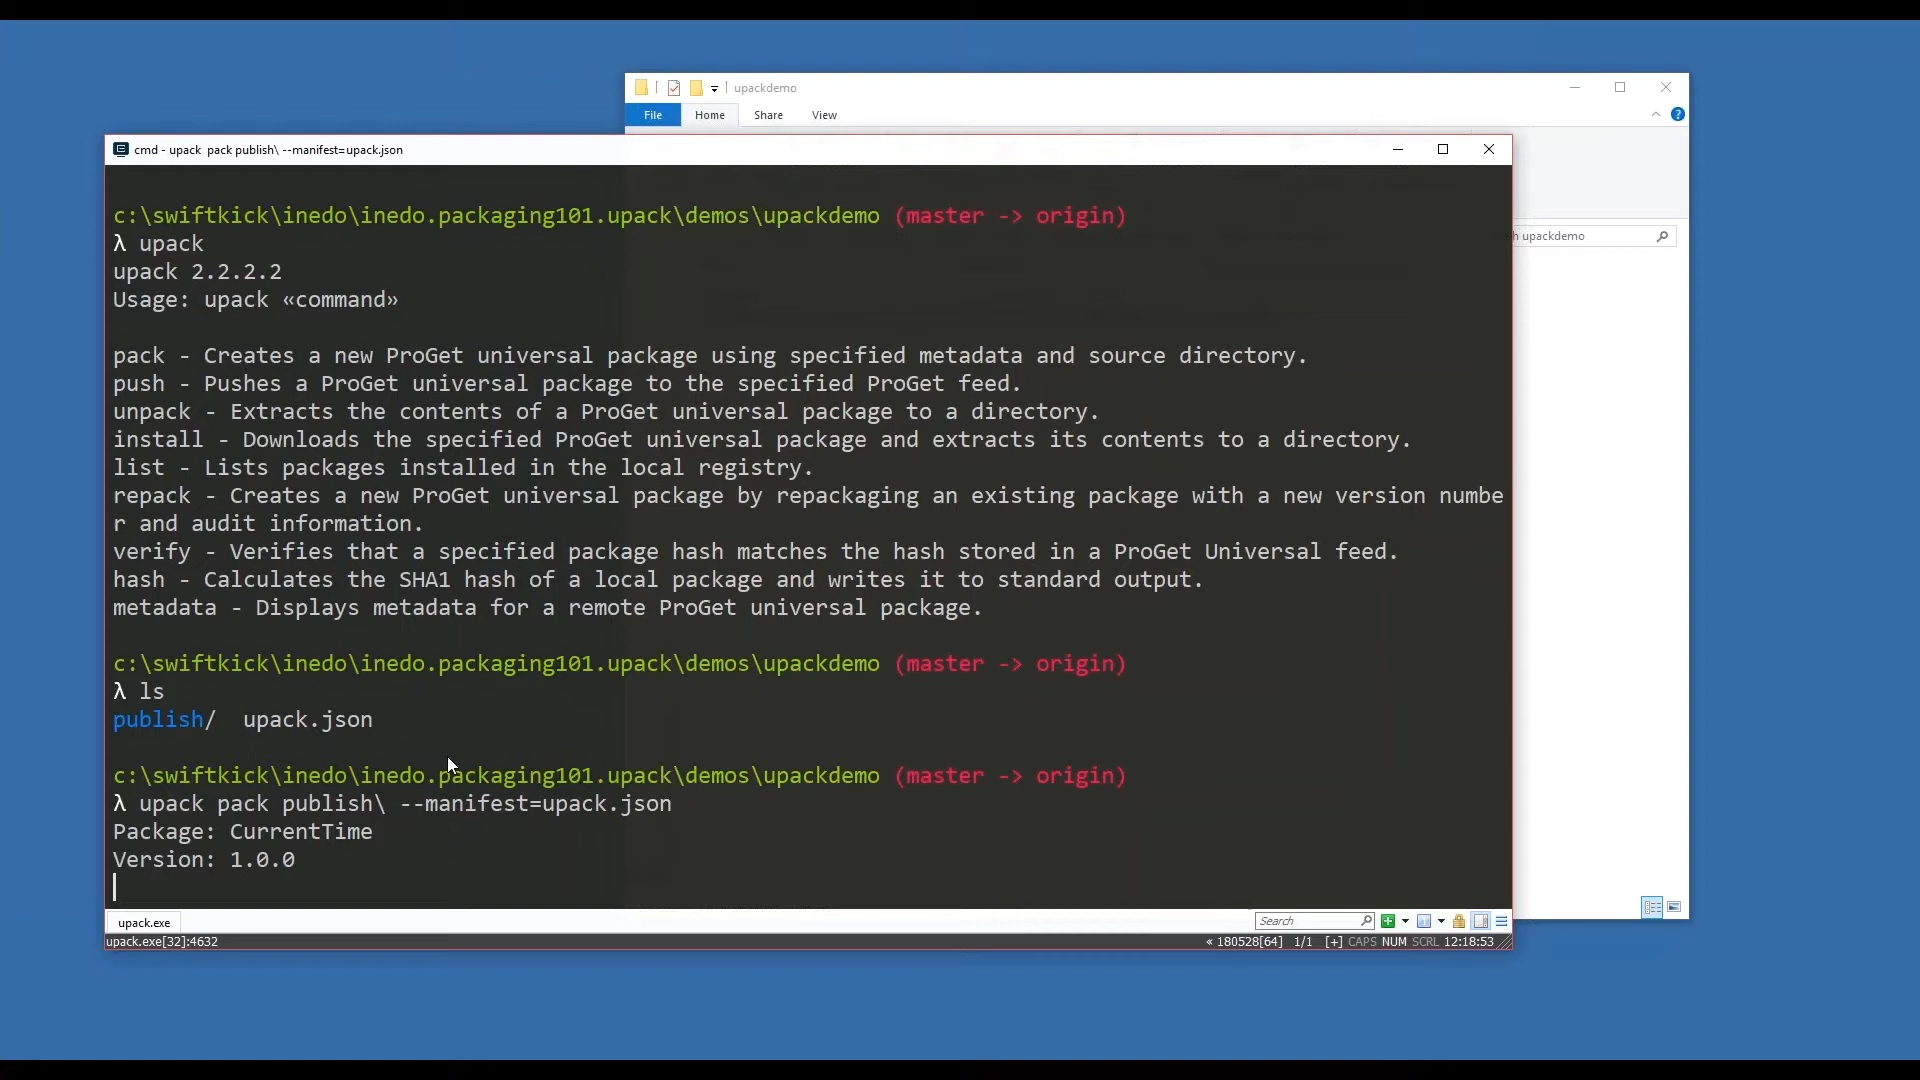 upackdemo
File Home Share View
cmd - upack pack publish\ --manifest=upack.json
c:\swiftkick\inedo\inedo.packaging101.upack\demos\upackdemo (master -> origin)
λ upack
upack 2.2.2.2
Usage: upack «command»
pack - Creates a new ProGet universal package using specified metadata and source directory.
push - Pushes a ProGet universal package to the specified ProGet feed.
unpack - Extracts the contents of a ProGet universal package to a directory.
install - Downloads the specified ProGet universal package and extracts its contents to a directory.
list - Lists packages installed in the local registry.
repack - Creates a new ProGet universal package by repackaging an existing package with a new version numbe
r and audit information.
verify - Verifies that a specified package hash matches the hash stored in a ProGet Universal feed.
hash - Calculates the SHA1 hash of a local package and writes it to standard output.
metadata - Displays metadata for a remote ProGet universal package.
c:\swiftkick\inedo\inedo.packaging101.upack\demos\upackdemo (master -> origin)
λ ls
publish/ upack.json
c:\swiftkick\inedo\inedo.packaging101.upack\demos\upackdemo (master -> origin)
λ upack pack publish\ --manifest=upack.json
Package: CurrentTime
Version: 1.0.0
h upackdemo
upack.exe
Search
upack.exe[32]:4632
« 180528[64] 1/1 [+] CAPS NUM SCRL 12:18:53